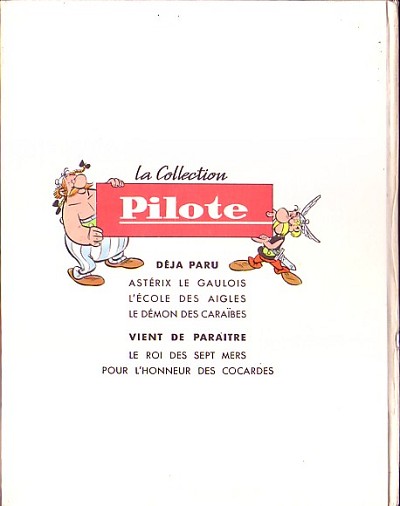 la Collection
Pilote
DÉJA PARU
ASTÉRIX LE GAULOIS
L'ÉCOLE DES AIGLES
LE DÉMON DES CARAÏBES
VIENT DE PARAITRE
LE ROI DES SEPT MERS
POUR L'HONNEUR DES COCARDES